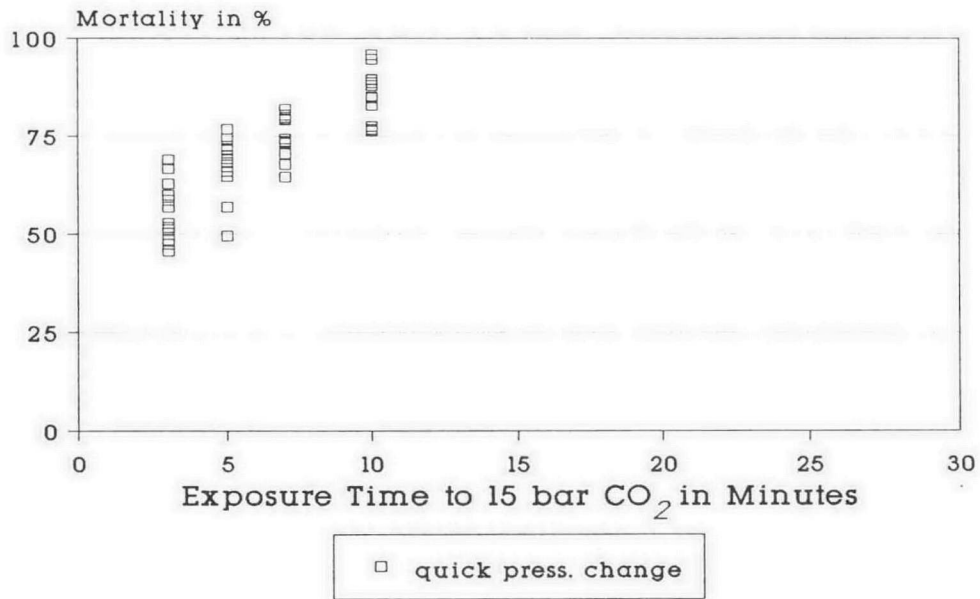 Mortality in %
100
75
50
25
0
0 5 10 15 20 25 30
Exposure Time to 15 bar CO2 in Minutes
quick press. change